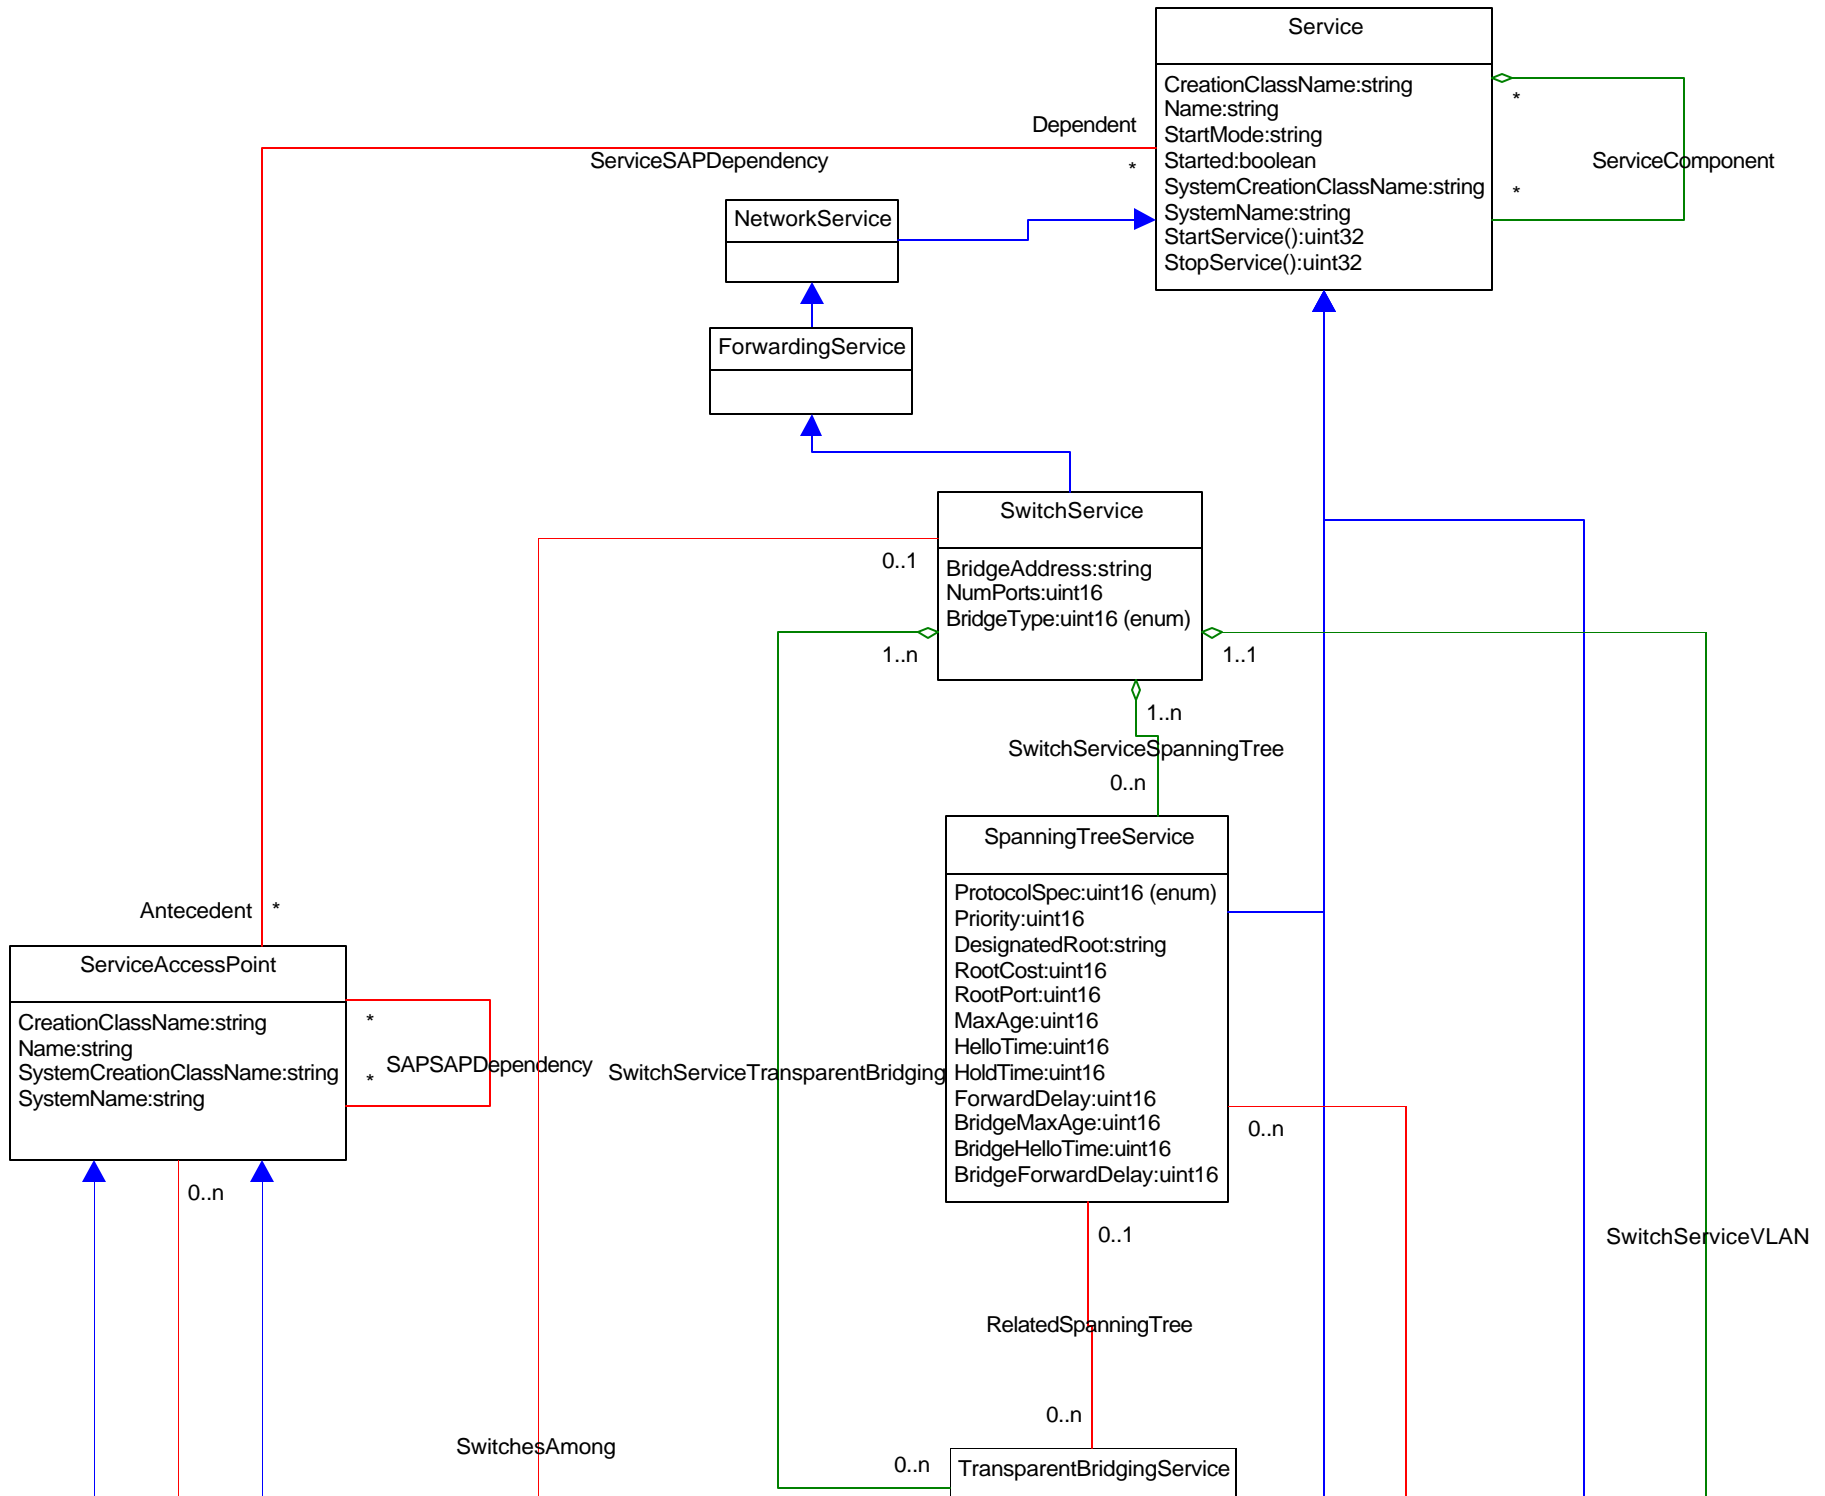 Service
CreationClassName:string
Name:string
StartMode:string
Started:boolean
SystemCreationClassName:string
SystemName:string
StartService():uint32
StopService():uint32
*
ServiceComponent
*
Dependent
*
ServiceSAPDependency
NetworkService
ForwardingService
SwitchService
BridgeAddress:string
NumPorts:uint16
BridgeType:uint16 (enum)
0..1
1..n
1..1
1..n
SwitchServiceSpanningTree
0..n
SpanningTreeService
ProtocolSpec:uint16 (enum)
Priority:uint16
DesignatedRoot:string
RootCost:uint16
RootPort:uint16
MaxAge:uint16
HelloTime:uint16
HoldTime:uint16
ForwardDelay:uint16
BridgeMaxAge:uint16
BridgeHelloTime:uint16
BridgeForwardDelay:uint16
0..n
Antecedent
*
ServiceAccessPoint
CreationClassName:string
Name:string
SystemCreationClassName:string
SystemName:string
*
SAPSAPDependency
*
0..n
SwitchServiceTransparentBridging
0..1
SwitchServiceVLAN
RelatedSpanningTree
0..n
SwitchesAmong
0..n
TransparentBridgingService